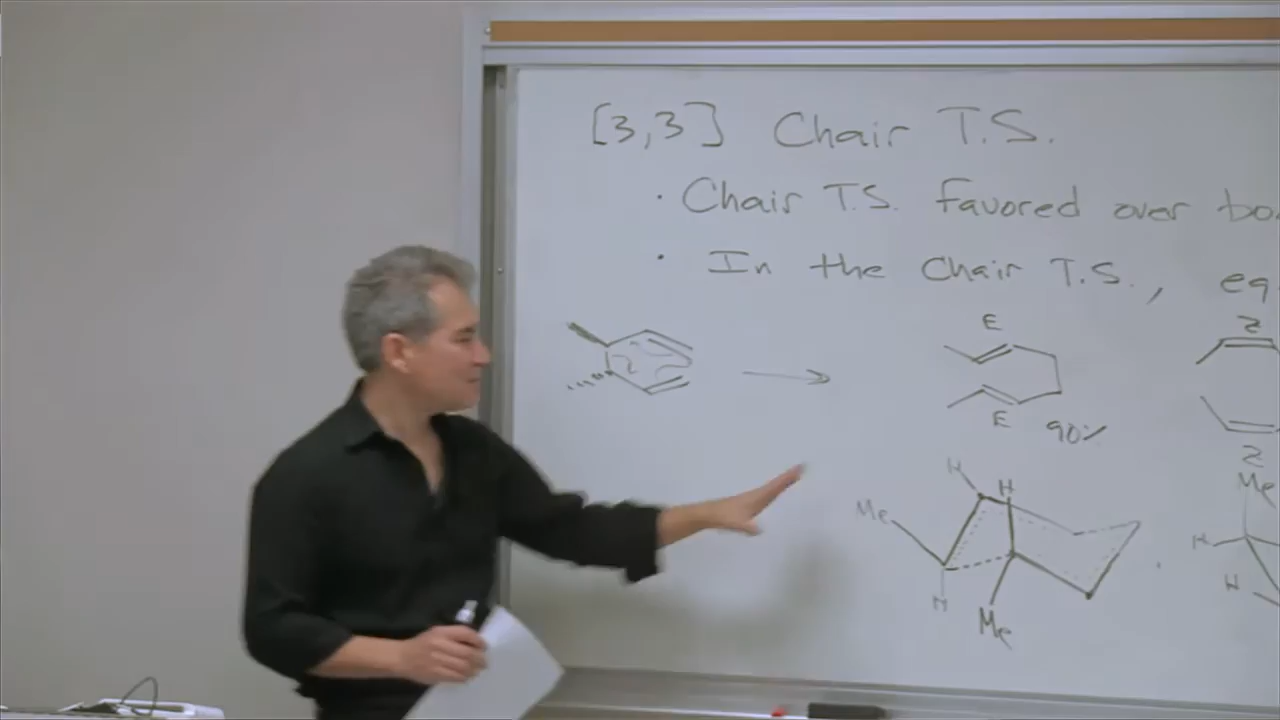 [3,3] Chair T.S.
· Chair T.S. favored over
· In the Chair T.S.,
E
Z
E
90%
Z
H
H
Me
Me
H
H
H
Me